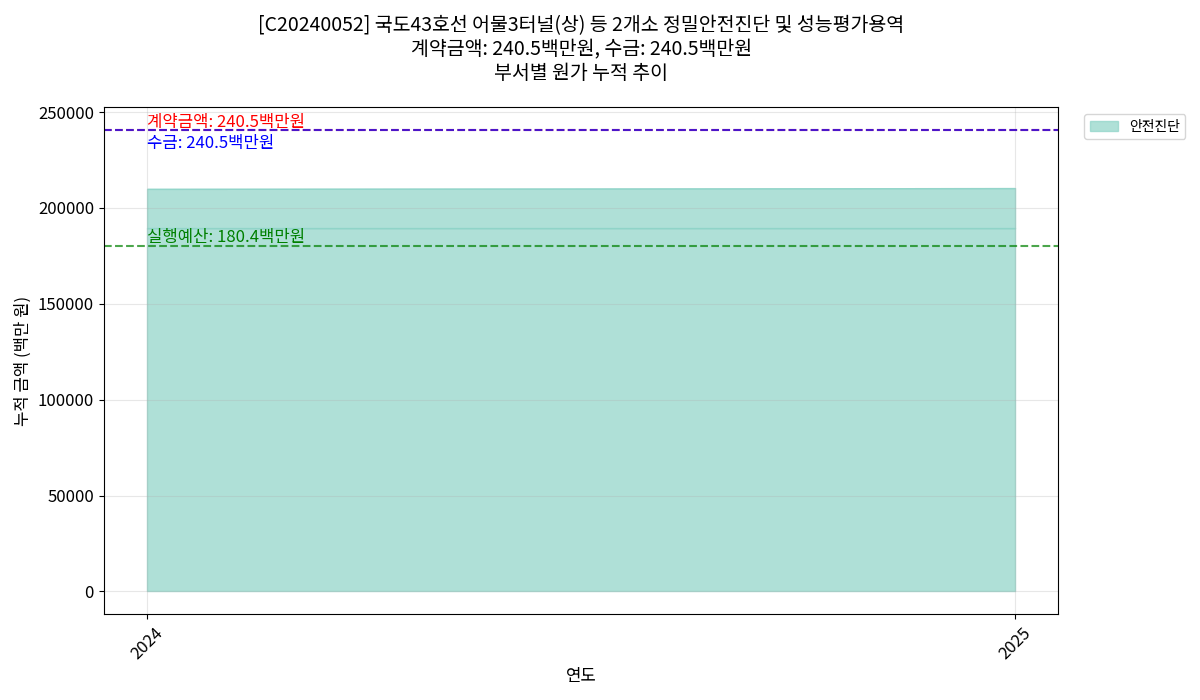 [C20240052] 국도43호선 어물3터널(상) 등 2개소 정밀안전진단 및 성능평가용역
계약금액: 240.5백만원, 수금: 240.5백만원
부서별 원가 누적 추이
250000
계약금액: 240.5백만원
수금: 240.5백만원
안전진단
200000
실행예산: 180.4백만원
150000
누적 금액 (백만 원)
100000
50000
0
2024
2025
연도